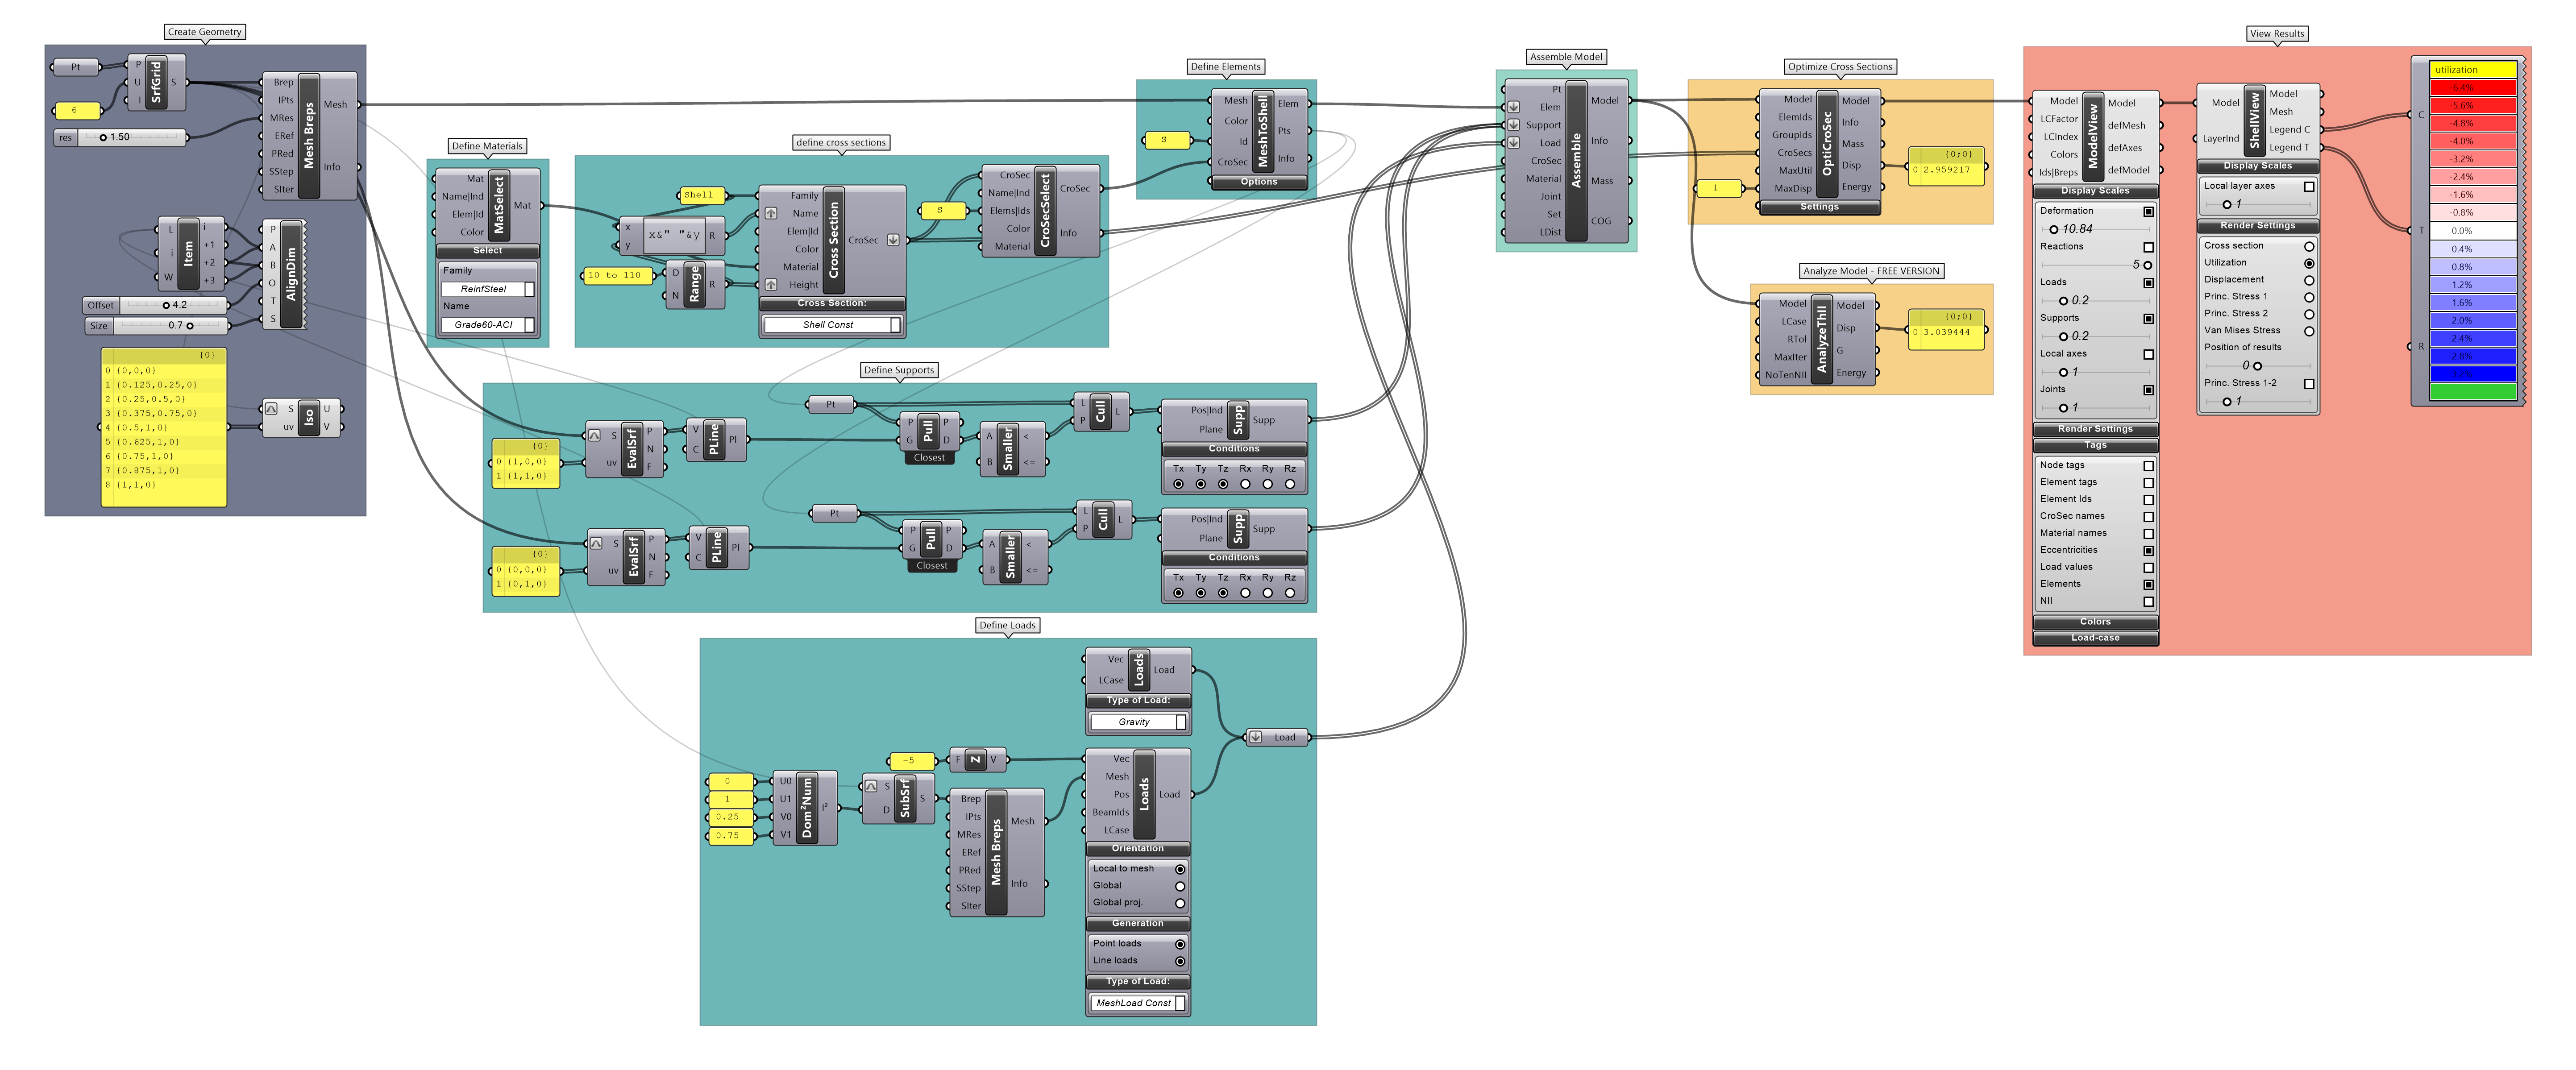 Create Geometry
Pt
P
U
I
SrfGrid
S
6
res
1.50
Brep
IPts
MRes
ERef
PRed
SStep
SIter
Mesh Breps
Mesh
Info
L
i
W
Item
i
+1
+2
+3
P
A
B
O
T
S
AlignDim
Offset
4.2
Size
0.7
{0}
0 {0,0,0}
1 {0.125,0.25,0}
2 {0.25,0.5,0}
3 {0.375,0.75,0}
4 {0.5,1,0}
5 {0.625,1,0}
6 {0.75,1,0}
7 {0.875,1,0}
8 {1,1,0}
S
uv
Iso
U
V
Define Materials
Mat
Name|Ind
Elem|Id
Color
MatSelect
Mat
Select
Family
ReinfSteel
Name
Grade60-ACI
define cross sections
Shell
x
y
x&" "&y
R
10 to 110
D
N
Range
R
Family
Name
Elem|Id
Color
Material
Height
Cross Section
CroSec
Cross Section:
Shell Const
S
CroSec
Name|Ind
Elems|Ids
Color
Material
CroSecSelect
CroSec
Info
Define Elements
S
Mesh
Color
Id
CroSec
MeshToShell
Elem
Pts
Info
Options
Define Supports
{0}
0 {1,0,0}
1 {1,1,0}
S
uv
EvalSrf
P
N
F
V
C
PLine
Pl
Pt
P
G
Pull
P
D
Closest
A
B
Smaller
<
<=
L
P
Cull
L
Pos|Ind
Plane
Supp
Supp
Conditions
Tx Ty Tz Rx Ry Rz
{0}
0 {0,0,0}
1 {0,1,0}
S
uv
EvalSrf
P
N
F
V
C
PLine
Pl
Pt
P
G
Pull
P
D
Closest
A
B
Smaller
<
<=
L
P
Cull
L
Pos|Ind
Plane
Supp
Supp
Conditions
Tx Ty Tz Rx Ry Rz
Define Loads
Vec
LCase
Loads
Load
Type of Load:
Gravity
0
1
0.25
0.75
U0
U1
V0
V1
Dom²Num
I²
S
D
SubSrf
S
-5
F
Z
V
Brep
IPts
MRes
ERef
PRed
SStep
SIter
Mesh Breps
Mesh
Info
Vec
Mesh
Pos
BeamIds
LCase
Loads
Load
Orientation
Local to mesh
Global
Global proj.
Generation
Point loads
Line loads
Type of Load:
MeshLoad Const
Load
Assemble Model
Pt
Elem
Support
Load
CroSec
Material
Joint
Set
LDist
Assemble
Model
Info
Mass
COG
Optimize Cross Sections
1
Model
ElemIds
GroupIds
CroSecs
MaxUtil
MaxDisp
OptiCroSec
Model
Info
Mass
Disp
Energy
Settings
{0;0}
0 2.959217
Analyze Model - FREE VERSION
Model
LCase
RTol
MaxIter
NoTenNII
AnalyzeThII
Model
Disp
G
Energy
{0;0}
0 3.039444
View Results
Model
LCFactor
LCIndex
Colors
Ids|Breps
ModelView
Model
defMesh
defAxes
defModel
Display Scales
Deformation
10.84
Reactions
5
Loads
0.2
Supports
0.2
Local axes
1
Joints
1
Render Settings
Tags
Node tags
Element tags
Element Ids
CroSec names
Material names
Eccentricities
Load values
Elements
NII
Colors
Load-case
Model
LayerInd
ShellView
Model
Mesh
Legend C
Legend T
Display Scales
Local layer axes
1
Render Settings
Cross section
Utilization
Displacement
Princ. Stress 1
Princ. Stress 2
Van Mises Stress
Position of results
0
Princ. Stress 1-2
1
C
T
R
utilization
-6.4%
-5.6%
-4.8%
-4.0%
-3.2%
-2.4%
-1.6%
-0.8%
0.0%
0.4%
0.8%
1.2%
1.6%
2.0%
2.4%
2.8%